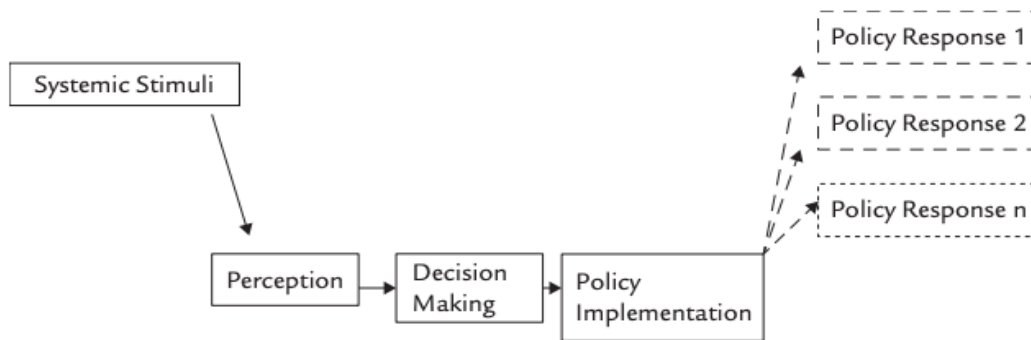 Systemic Stimuli
Perception
Decision
Making
Policy
Implementation
Policy Response 1
Policy Response 2
Policy Response n